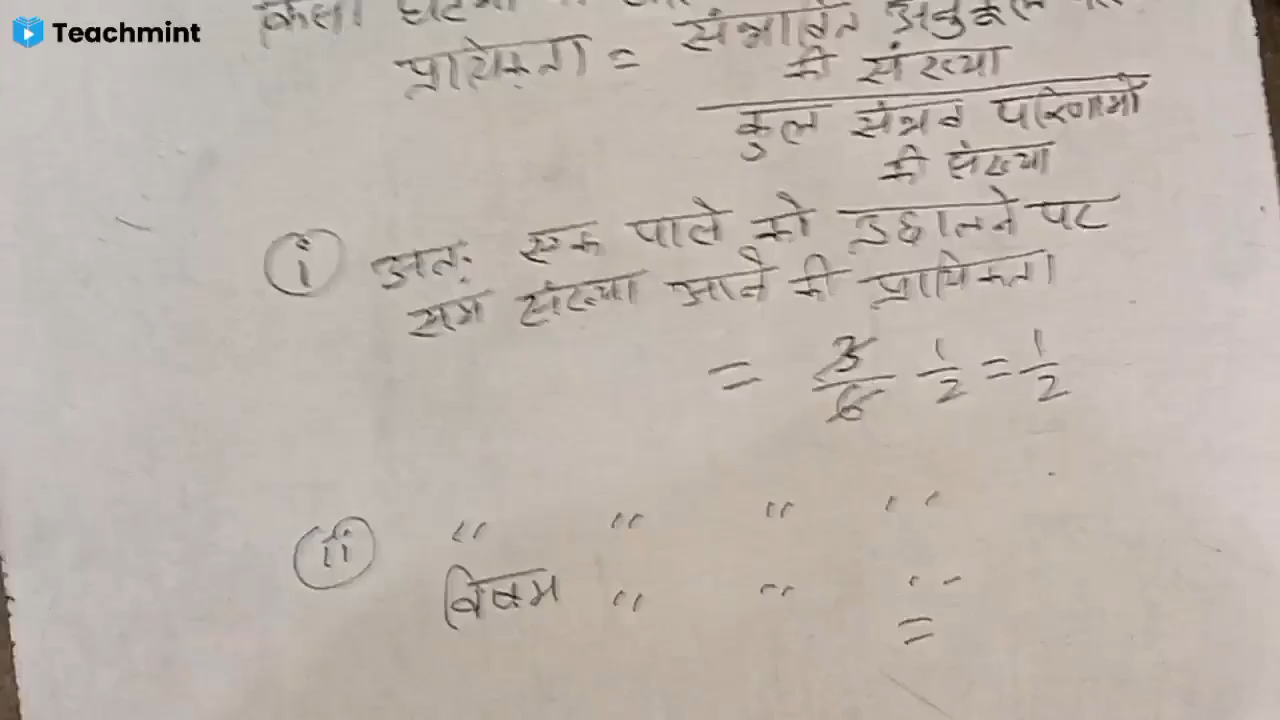 Teachmint
किसी घटना की
प्रायिकता = संभावित अनुकूल
की संख्या
कुल संभव परिणामों
की संख्या
(i) अतः एक पासे को उछालने पर
सम संख्या आने की प्रायिकता
= 3/6 1/2 = 1/2
(ii) " " " "
विषम " " "
=